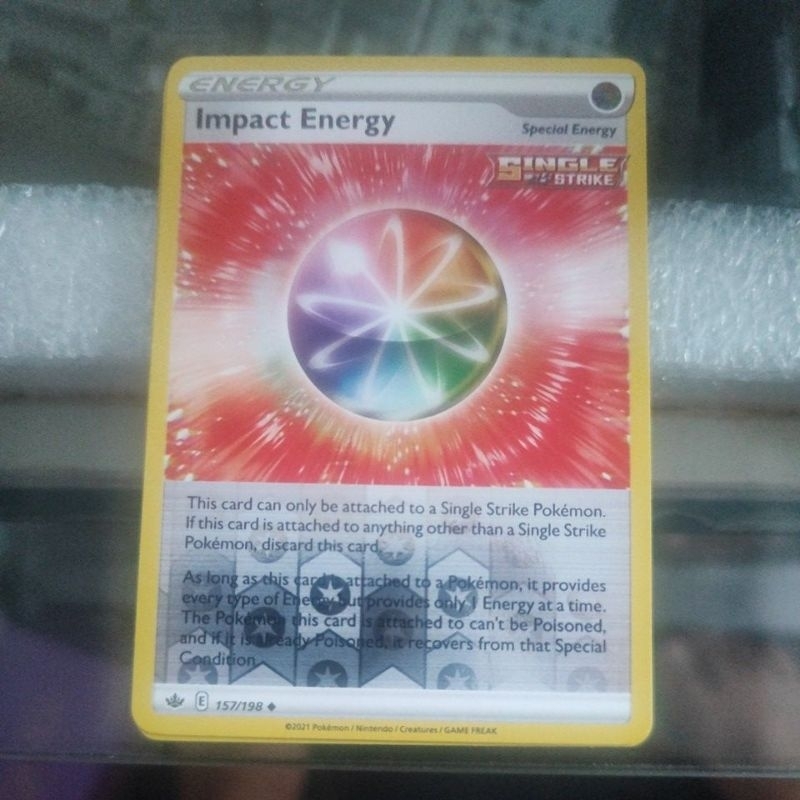 ENERGY
Impact Energy
Special Energy
SINGLE
STRIKE
This card can only be attached to a Single Strike Pokémon.
If this card is attached to anything other than a Single Strike
Pokémon, discard this card.
As long as this card is attached to a Pokémon, it provides
every type of Energy but provides only 1 Energy at a time.
The Pokémon this card is attached to can't be Poisoned,
and if it is already Poisoned, it recovers from that Special
Condition.
E 157/198
©2021 Pokémon / Nintendo / Creatures / GAME FREAK